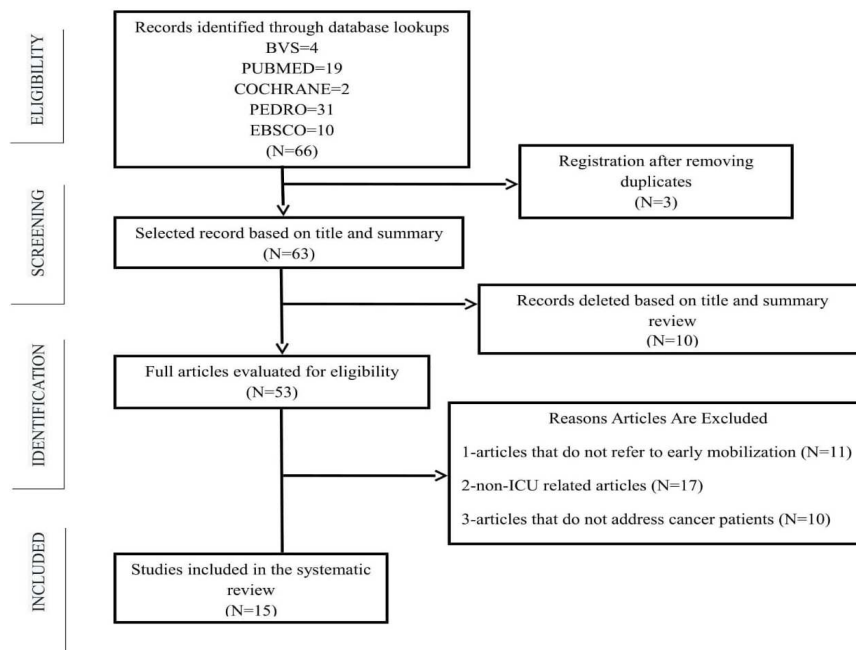 ELIGIBILITY
Records identified through database lookups
BVS=4
PUBMED=19
COCHRANE=2
PEDRO=31
EBSCO=10
(N=66)
Registration after removing
duplicates
(N=3)
SCREENING
Selected record based on title and summary
(N=63)
Records deleted based on title and summary
review
(N=10)
IDENTIFICATION
Full articles evaluated for eligibility
(N=53)
Reasons Articles Are Excluded
1-articles that do not refer to early mobilization (N=11)
2-non-ICU related articles (N=17)
3-articles that do not address cancer patients (N=10)
INCLUDED
Studies included in the systematic
review
(N=15)